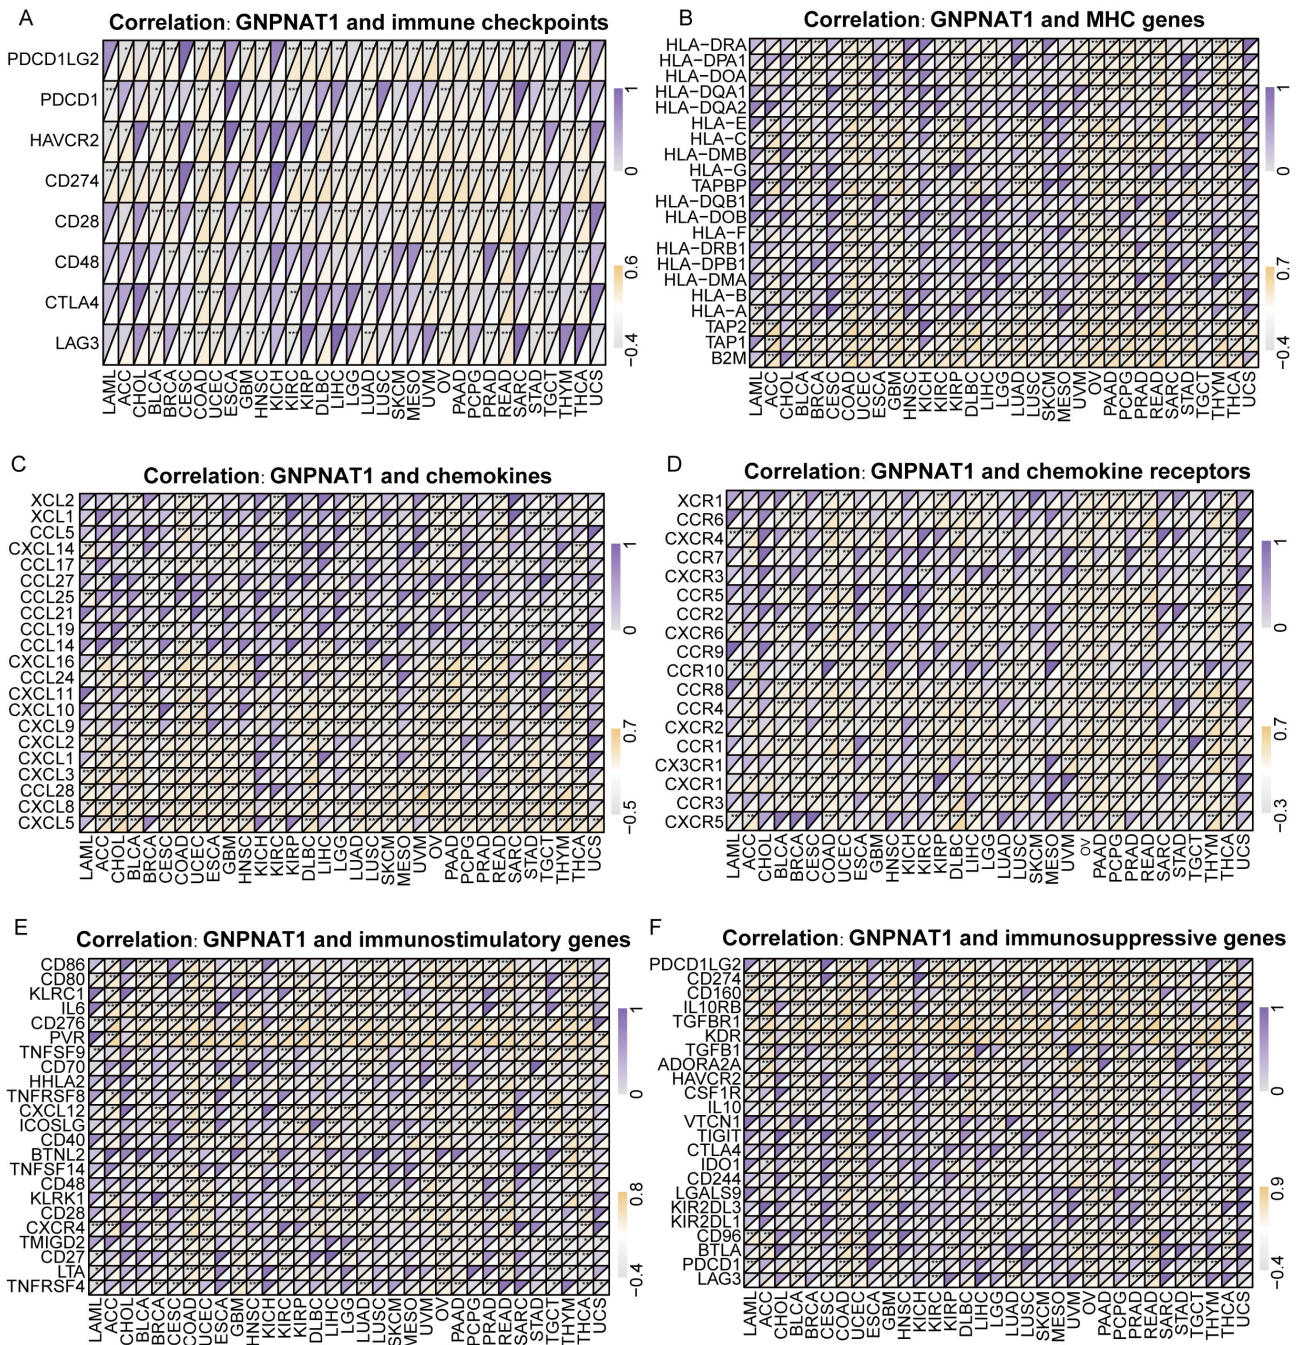 A
Correlation: GNPNAT1 and immune checkpoints
PDCD1LG2
PDCD1
HAVCR2
CD274
CD28
CD48
CTLA4
LAG3
LAML
ACC
CHOL
BLCA
BRCA
CESC
COAD
UCEC
ESCA
GBM
HNSC
KICH
KIRC
KIRP
DLBC
LIHC
LGG
LUAD
LUSC
SKCM
MESO
UVM
OV
PAAD
PCPG
PRAD
READ
SARC
STAD
TGCT
THYM
THCA
UCS
1
0
0.6
−0.4
B
Correlation: GNPNAT1 and MHC genes
HLA−DRA
HLA−DPA1
HLA−DOA
HLA−DQA1
HLA−DQA2
HLA−E
HLA−C
HLA−DMB
HLA−G
TAPBP
HLA−DQB1
HLA−DOB
HLA−F
HLA−DRB1
HLA−DPB1
HLA−DMA
HLA−B
HLA−A
TAP2
TAP1
B2M
LAML
ACC
CHOL
BLCA
BRCA
CESC
COAD
UCEC
ESCA
GBM
HNSC
KICH
KIRC
KIRP
DLBC
LIHC
LGG
LUAD
LUSC
SKCM
MESO
UVM
OV
PAAD
PCPG
PRAD
READ
SARC
STAD
TGCT
THYM
THCA
UCS
1
0
0.7
−0.4
C
Correlation: GNPNAT1 and chemokines
XCL2
XCL1
CCL5
CXCL14
CCL17
CCL27
CCL25
CCL21
CCL19
CCL14
CXCL16
CCL24
CXCL11
CXCL10
CXCL9
CXCL2
CXCL1
CXCL3
CCL28
CXCL8
CXCL5
LAML
ACC
CHOL
BLCA
BRCA
CESC
COAD
UCEC
ESCA
GBM
HNSC
KICH
KIRC
KIRP
DLBC
LIHC
LGG
LUAD
LUSC
SKCM
MESO
UVM
OV
PAAD
PCPG
PRAD
READ
SARC
STAD
TGCT
THYM
THCA
UCS
1
0
0.7
−0.5
D
Correlation: GNPNAT1 and chemokine receptors
XCR1
CCR6
CXCR4
CCR7
CXCR3
CCR5
CCR2
CXCR6
CCR9
CCR10
CCR8
CCR4
CXCR2
CCR1
CX3CR1
CXCR1
CCR3
CXCR5
LAML
ACC
CHOL
BLCA
BRCA
CESC
COAD
UCEC
ESCA
GBM
HNSC
KICH
KIRC
KIRP
DLBC
LIHC
LGG
LUAD
LUSC
SKCM
MESO
UVM
OV
PAAD
PCPG
PRAD
READ
SARC
STAD
TGCT
THYM
THCA
UCS
1
0
0.7
−0.3
E
Correlation: GNPNAT1 and immunostimulatory genes
CD86
CD80
KLRC1
IL6
CD276
PVR
TNFSF9
CD70
HHLA2
TNFRSF8
CXCL12
ICOSLG
CD40
BTNL2
TNFSF14
CD48
KLRK1
CD28
CXCR4
TMIGD2
CD27
LTA
TNFRSF4
LAML
ACC
CHOL
BLCA
BRCA
CESC
COAD
UCEC
ESCA
GBM
HNSC
KICH
KIRC
KIRP
DLBC
LIHC
LGG
LUAD
LUSC
SKCM
MESO
UVM
OV
PAAD
PCPG
PRAD
READ
SARC
STAD
TGCT
THYM
THCA
UCS
1
0
0.8
−0.4
F
Correlation: GNPNAT1 and immunosuppressive genes
PDCD1LG2
CD274
CD160
IL10RB
TGFBR1
KDR
TGFB1
ADORA2A
HAVCR2
CSF1R
IL10
VTCN1
TIGIT
CTLA4
IDO1
CD244
LGALS9
KIR2DL3
KIR2DL1
CD96
BTLA
PDCD1
LAG3
LAML
ACC
CHOL
BLCA
BRCA
CESC
COAD
UCEC
ESCA
GBM
HNSC
KICH
KIRC
KIRP
DLBC
LIHC
LGG
LUAD
LUSC
SKCM
MESO
UVM
OV
PAAD
PCPG
PRAD
READ
SARC
STAD
TGCT
THYM
THCA
UCS
1
0
0.9
−0.4